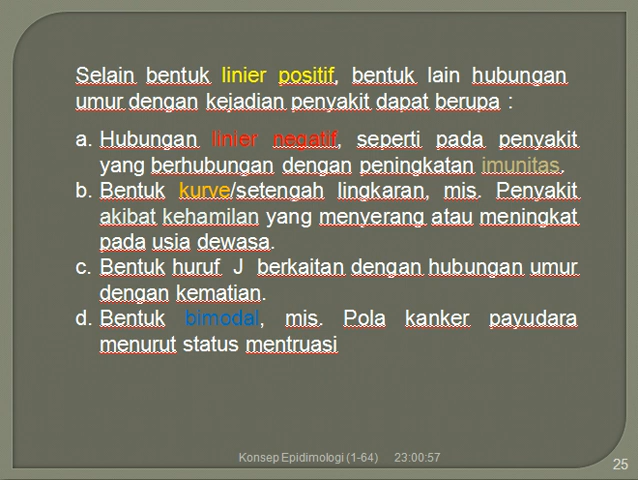 Selain bentuk linier positif, bentuk lain hubungan
umur dengan kejadian penyakit dapat berupa :
a. Hubungan linier negatif, seperti pada penyakit
yang berhubungan dengan peningkatan imunitas.
b. Bentuk kurve/setengah lingkaran, mis. Penyakit
akibat kehamilan yang menyerang atau meningkat
pada usia dewasa.
c. Bentuk huruf J berkaitan dengan hubungan umur
dengan kematian.
d. Bentuk bimodal, mis. Pola kanker payudara
menurut status mentruasi
Konsep Epidimologi (1-64) 23:00:57
25